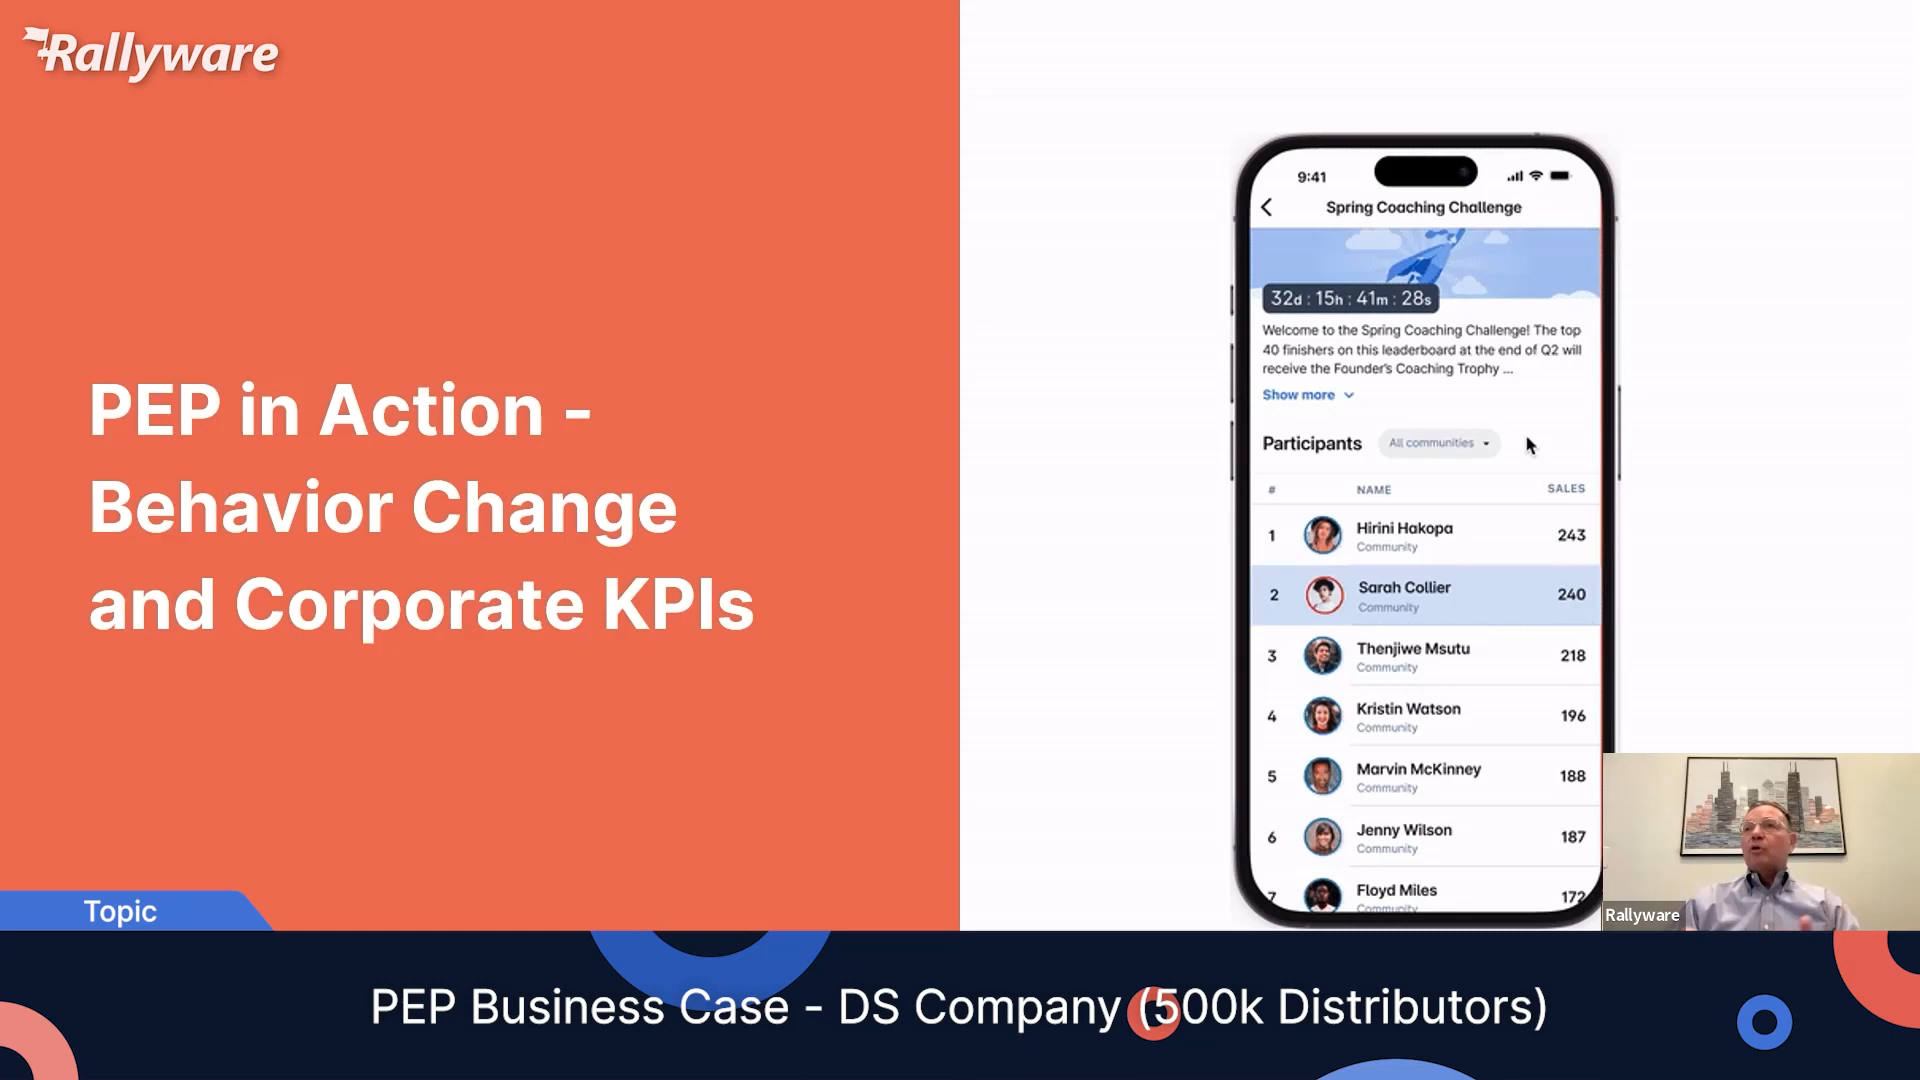 Rallyware
PEP in Action -
Behavior Change
and Corporate KPIs
9:41
Spring Coaching Challenge
32d : 15h : 41m : 28s
Welcome to the Spring Coaching Challenge! The top
40 finishers on this leaderboard at the end of Q2 will
receive the Founder's Coaching Trophy ...
Show more
Participants All communities
# NAME SALES
1 Hirini Hakopa 243
Community
2 Sarah Collier 240
Community
3 Thenjiwe Msutu 218
Community
4 Kristin Watson 196
Community
5 Marvin McKinney 188
Community
6 Jenny Wilson 187
Community
7 Floyd Miles 172
Community
Rallyware
Topic
PEP Business Case - DS Company (500k Distributors)